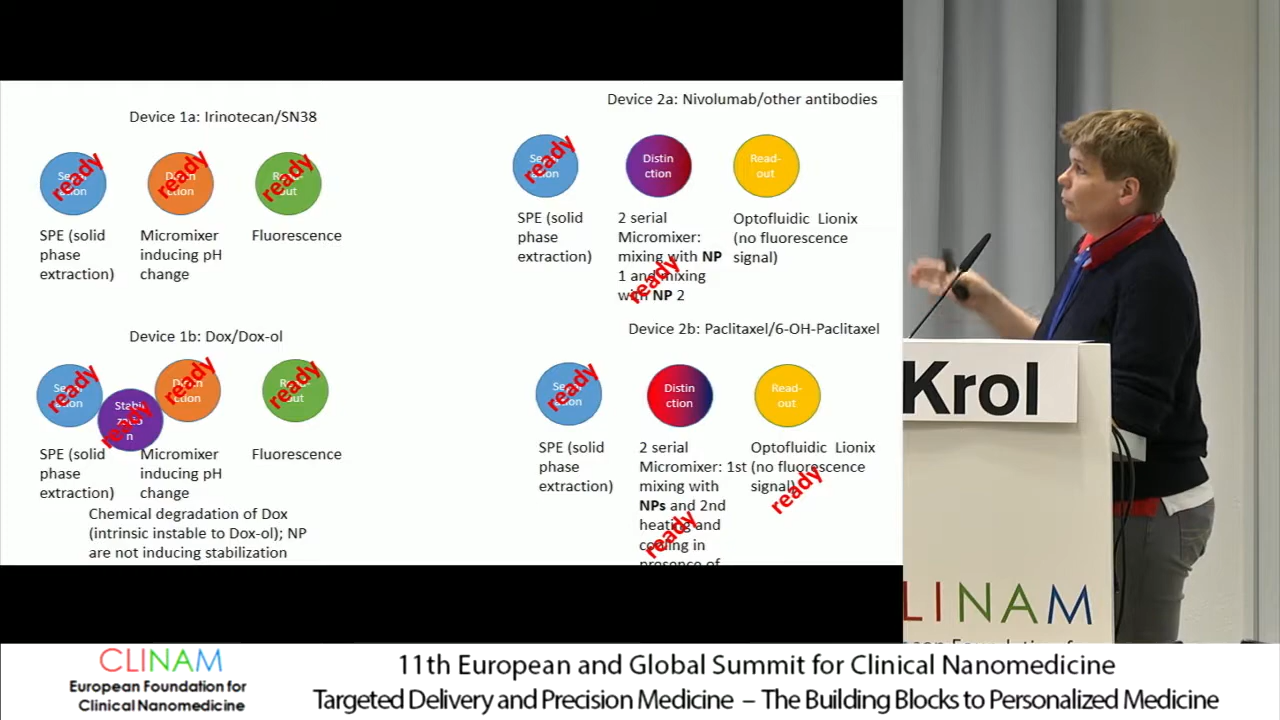 Device 1a: Irinotecan/SN38
ready
ready
ready
SPE (solid
phase
extraction)
Micromixer
inducing pH
change
Fluorescence
Device 2a: Nivolumab/other antibodies
ready
Distin
ction
Read-
out
SPE (solid
phase
extraction)
2 serial
Micromixer:
mixing with NP
1 and mixing
with NP 2
ready
Optofluidic Lionix
(no fluorescence
signal)
Device 1b: Dox/Dox-ol
ready
ready
ready
ready
SPE (solid
phase
extraction)
Micromixer
inducing pH
change
Fluorescence
Chemical degradation of Dox
(intrinsic instable to Dox-ol); NP
are not inducing stabilization
Device 2b: Paclitaxel/6-OH-Paclitaxel
ready
Distin
ction
Read-
out
SPE (solid
phase
extraction)
2 serial
Micromixer: 1st
mixing with
NPs and 2nd
heating and
cooling in
presence of
ready
Optofluidic Lionix
(no fluorescence
signal)
ready
Krol
CLINAM
CLINAM
European Foundation for
Clinical Nanomedicine
11th European and Global Summit for Clinical Nanomedicine
Targeted Delivery and Precision Medicine – The Building Blocks to Personalized Medicine